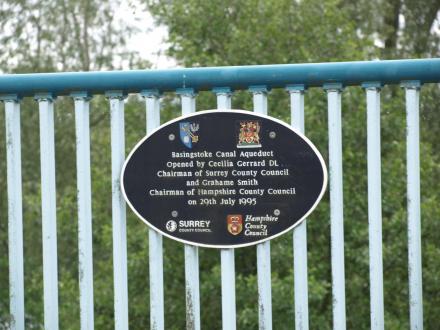 Basingstoke Canal Aqueduct
Opened by Cecilia Gerrard DL
Chairman of Surrey County Council
and Grahame Smith
Chairman of Hampshire County Council
on 29th July 1995
SURREY
COUNTY COUNCIL
Hampshire
County
Council